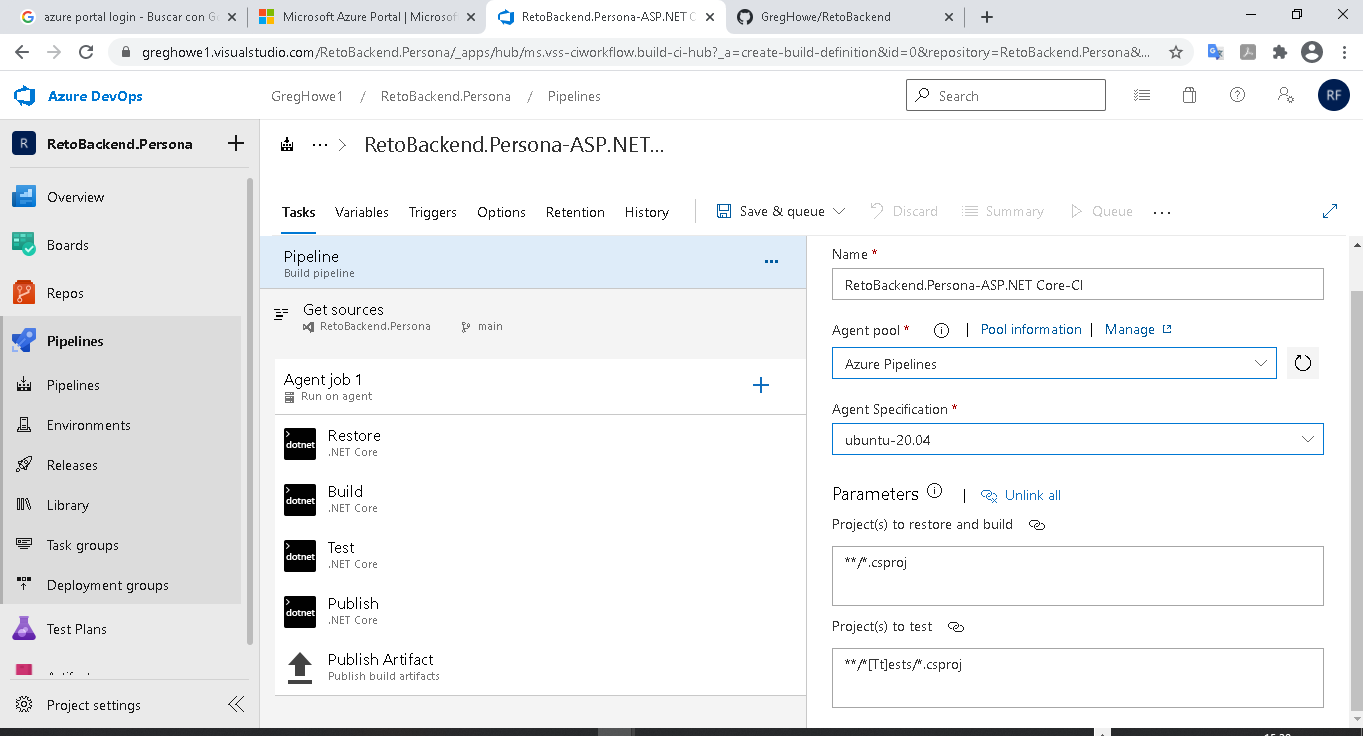 azure portal login - Buscar con G
Microsoft Azure Portal | Microsof
RetoBackend.Persona-ASP.NET C
GregHowe/RetoBackend
greghowe1.visualstudio.com/RetoBackend.Persona/_apps/hub/ms.vss-ciworkflow.build-ci-hub?_a=create-build-definition&id=0&repository=RetoBackend.Persona&...
Azure DevOps
GregHowe1 / RetoBackend.Persona / Pipelines
Search
RF
R RetoBackend.Persona
Overview
Boards
Repos
Pipelines
Pipelines
Environments
Releases
Library
Task groups
Deployment groups
Test Plans
Project settings
... > RetoBackend.Persona-ASP.NET...
Tasks Variables Triggers Options Retention History
Save & queue Discard Summary Queue ...
Pipeline
Build pipeline
Get sources
RetoBackend.Persona main
Agent job 1
Run on agent
dotnet Restore
.NET Core
dotnet Build
.NET Core
dotnet Test
.NET Core
dotnet Publish
.NET Core
Publish Artifact
Publish build artifacts
Name *
RetoBackend.Persona-ASP.NET Core-CI
Agent pool * | Pool information | Manage
Azure Pipelines
Agent Specification *
ubuntu-20.04
Parameters | Unlink all
Project(s) to restore and build
**/*.csproj
Project(s) to test
**/*[Tt]ests/*.csproj